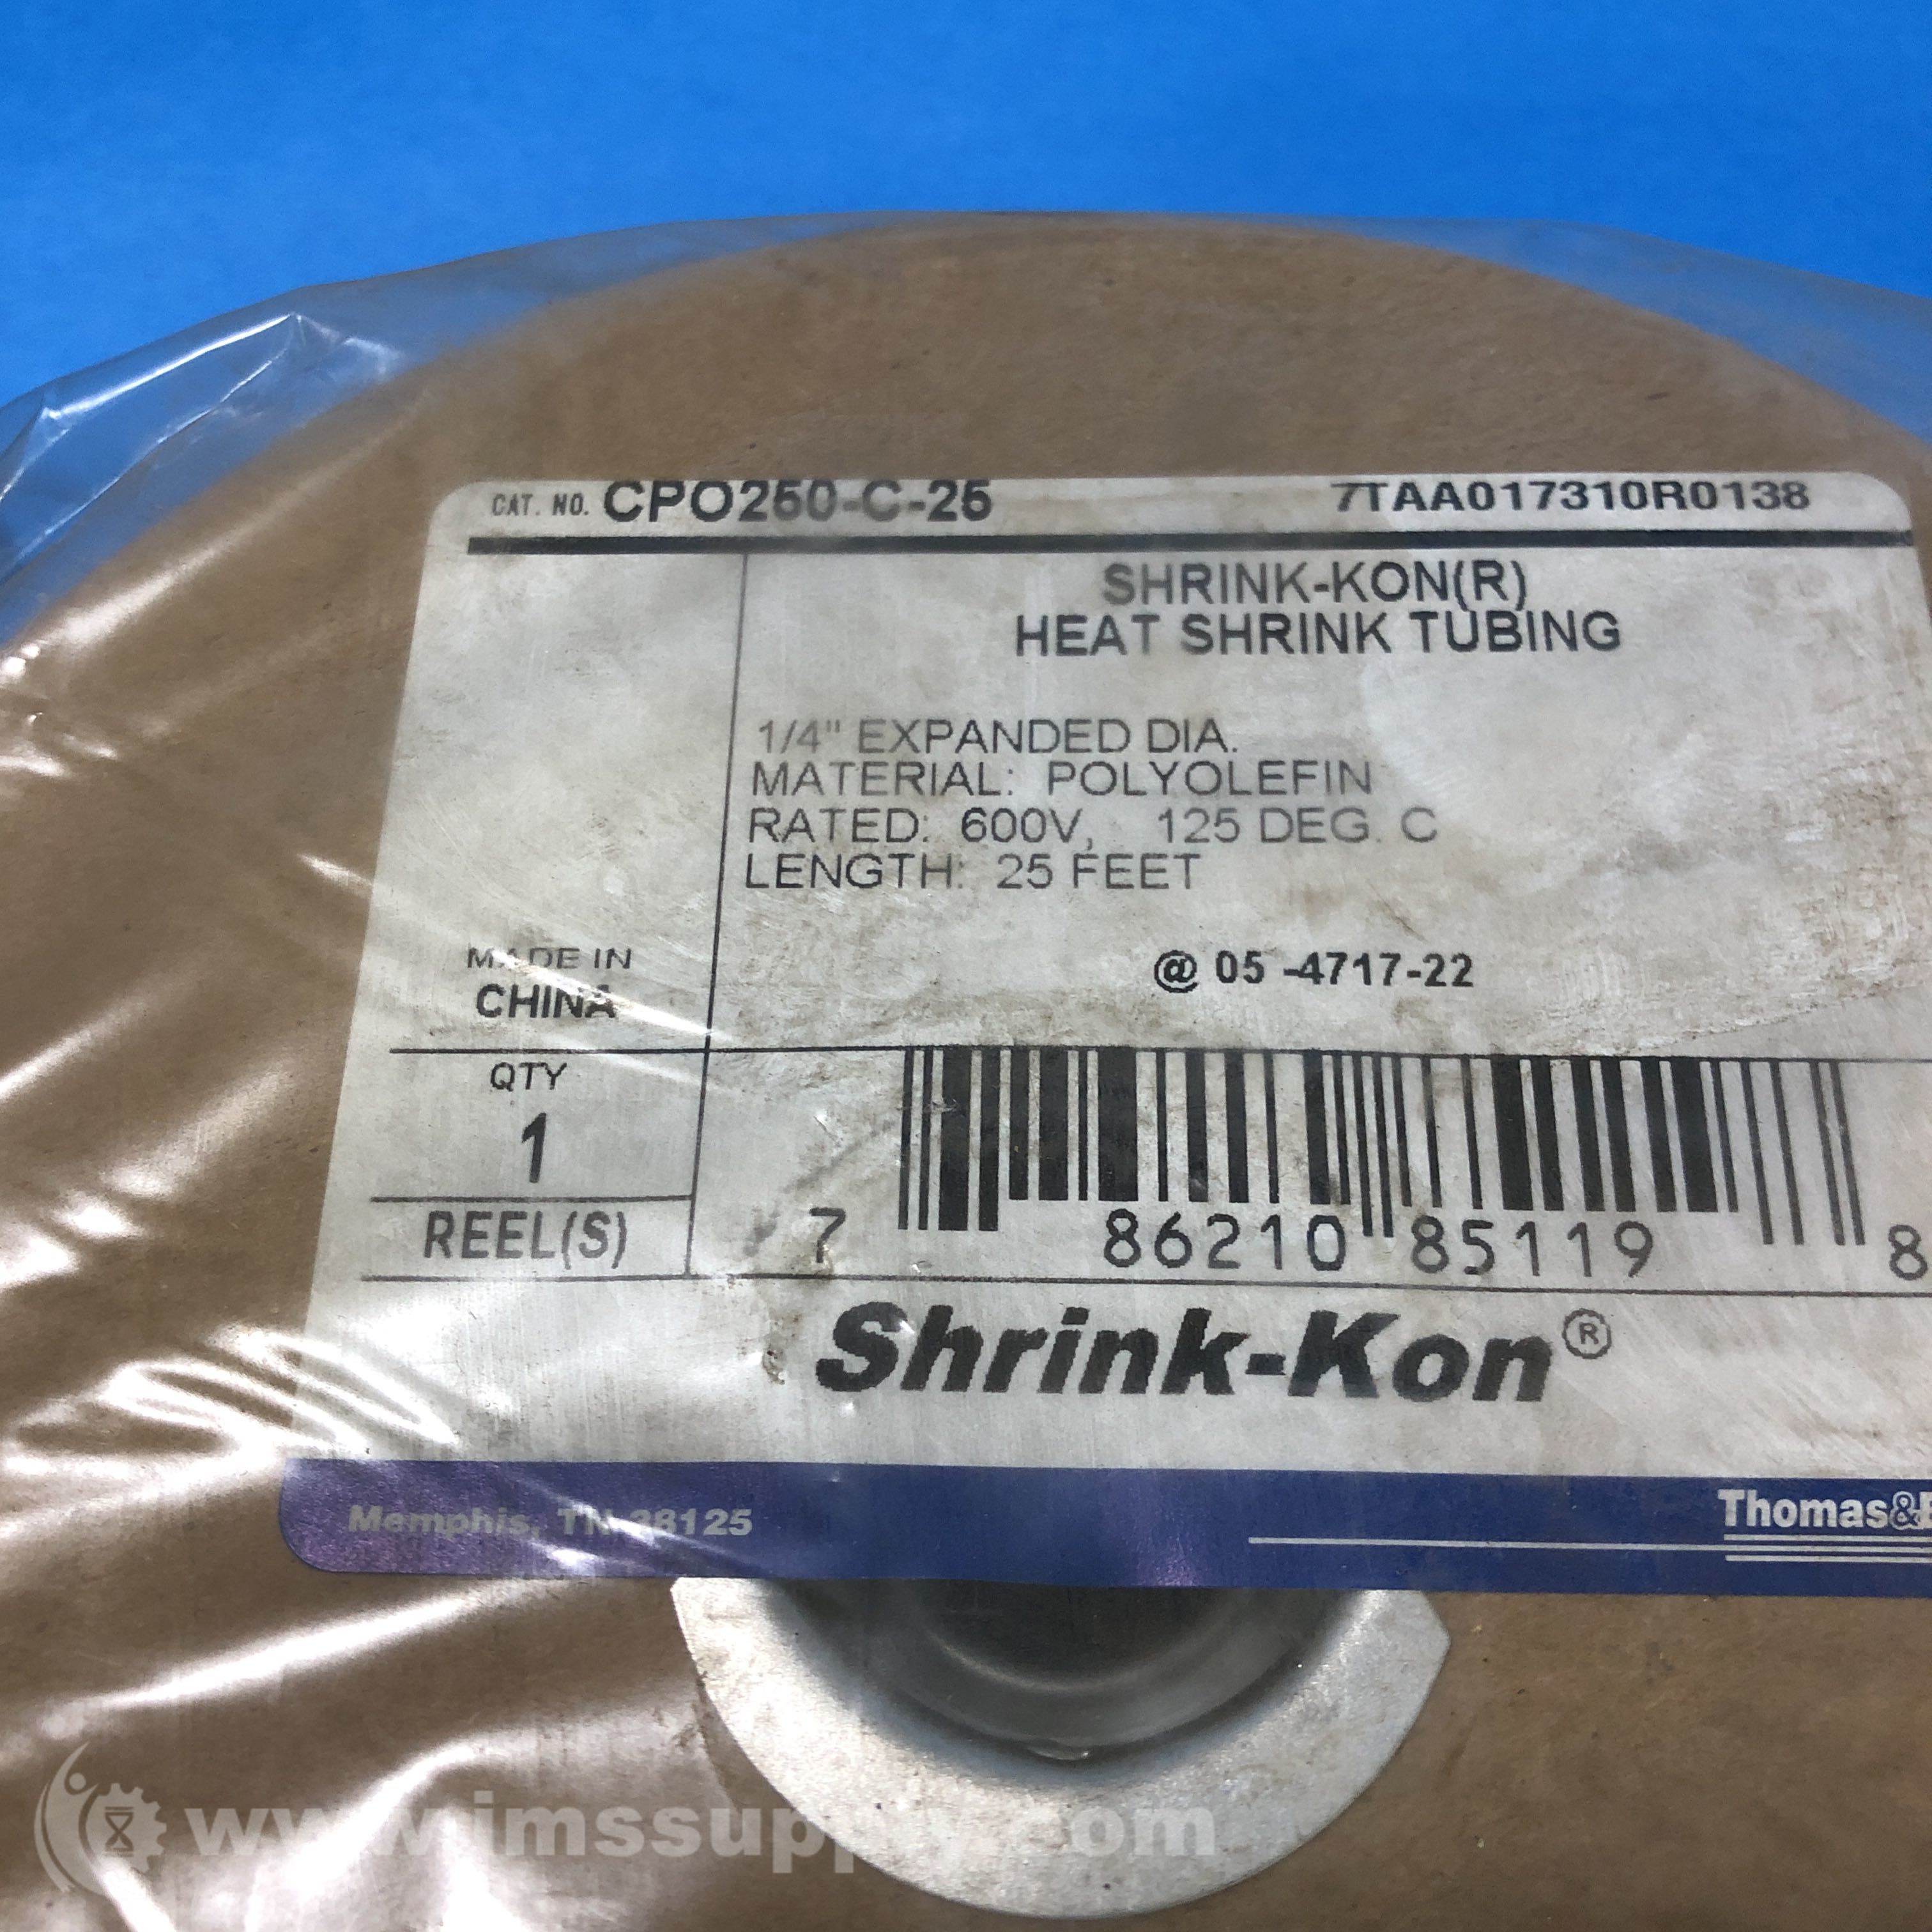 CAT. NO. CPO250-C-25 7TAA017310R0138
SHRINK-KON(R)
HEAT SHRINK TUBING
1/4" EXPANDED DIA.
MATERIAL: POLYOLEFIN
RATED: 600V, 125 DEG. C
LENGTH: 25 FEET
MADE IN
CHINA
@ 05 -4717-22
QTY
1
REEL(S)
7 86210 85119 8
Shrink-Kon®
Memphis, TN 38125
Thomas&
www.imssupply.com